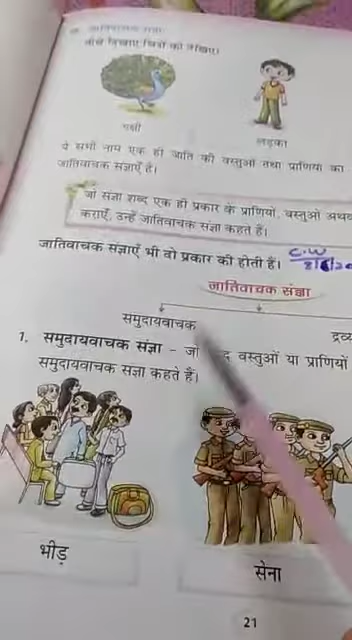 जातिवाचक संज्ञा
नीचे दिखाए चित्रों को देखिए।
पक्षी
लड़का
ये सभी नाम एक ही जाति की वस्तुओं तथा प्राणियों का
जातिवाचक संज्ञाएँ हैं।
जो संज्ञा शब्द एक ही प्रकार के प्राणियों, वस्तुओं अथवा
कराएँ, उन्हें जातिवाचक संज्ञा कहते हैं।
जातिवाचक संज्ञाएँ भी दो प्रकार की होती हैं।
C.W
जातिवाचक संज्ञा
समुदायवाचक
1. समुदायवाचक संज्ञा – जो वस्तुओं या प्राणियों
समुदायवाचक संज्ञा कहते हैं।
भीड़
सेना
21